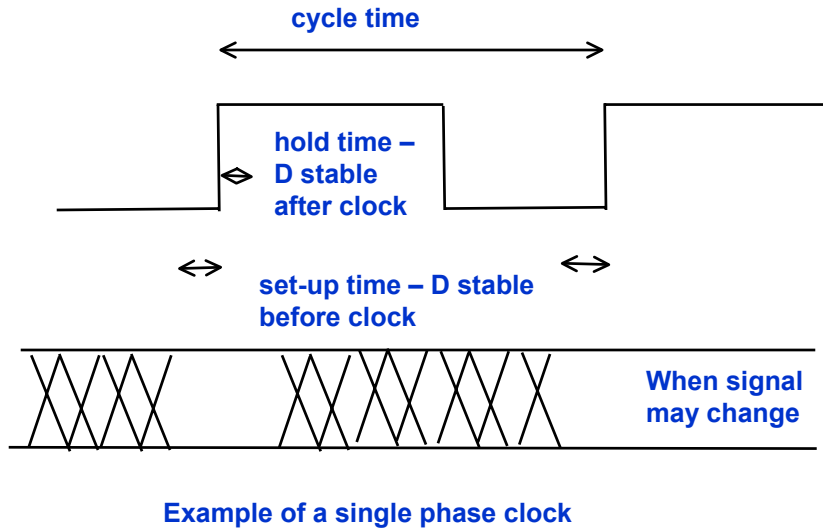 cycle time
hold time –
D stable
after clock
set-up time – D stable
before clock
When signal
may change
Example of a single phase clock